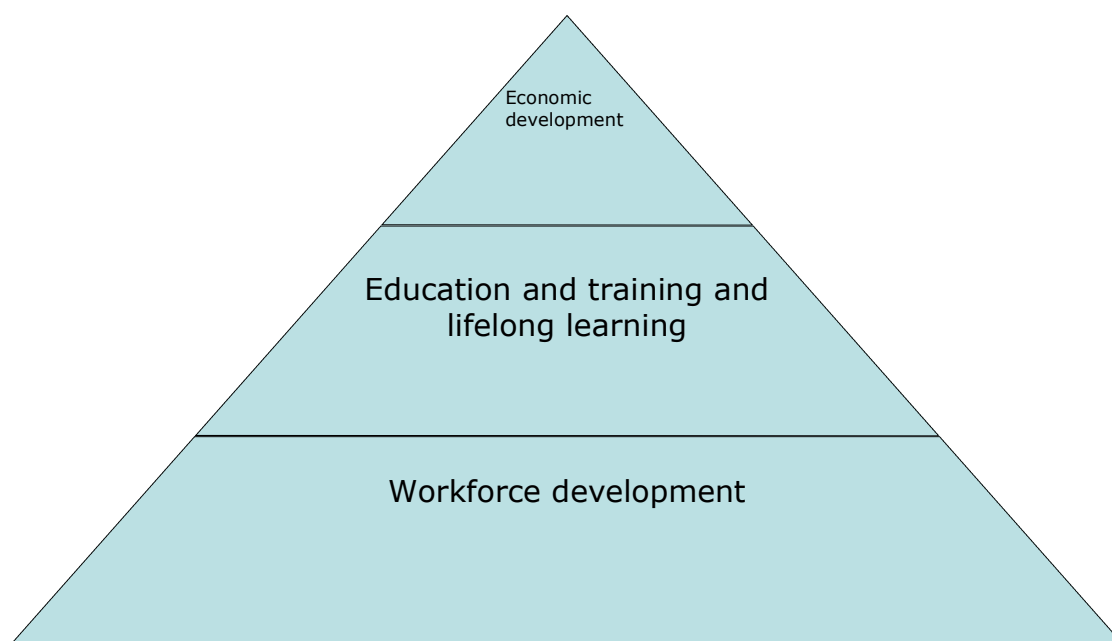 Economic
development
Education and training and
lifelong learning
Workforce development